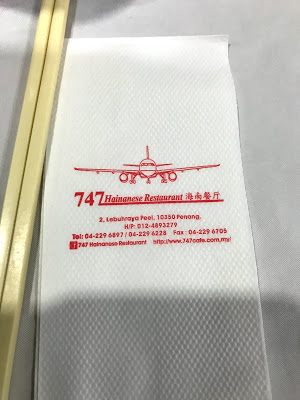 747 Hainanese Restaurant 海南餐厅
2, Lebuhraya Peel, 10350 Penang.
H/P: 012-4893279
Tel: 04-229 6897 / 04-229 6228 Fax : 04-229 6705
f 747 Hainanese Restaurant http://www.747cafe.com.my/